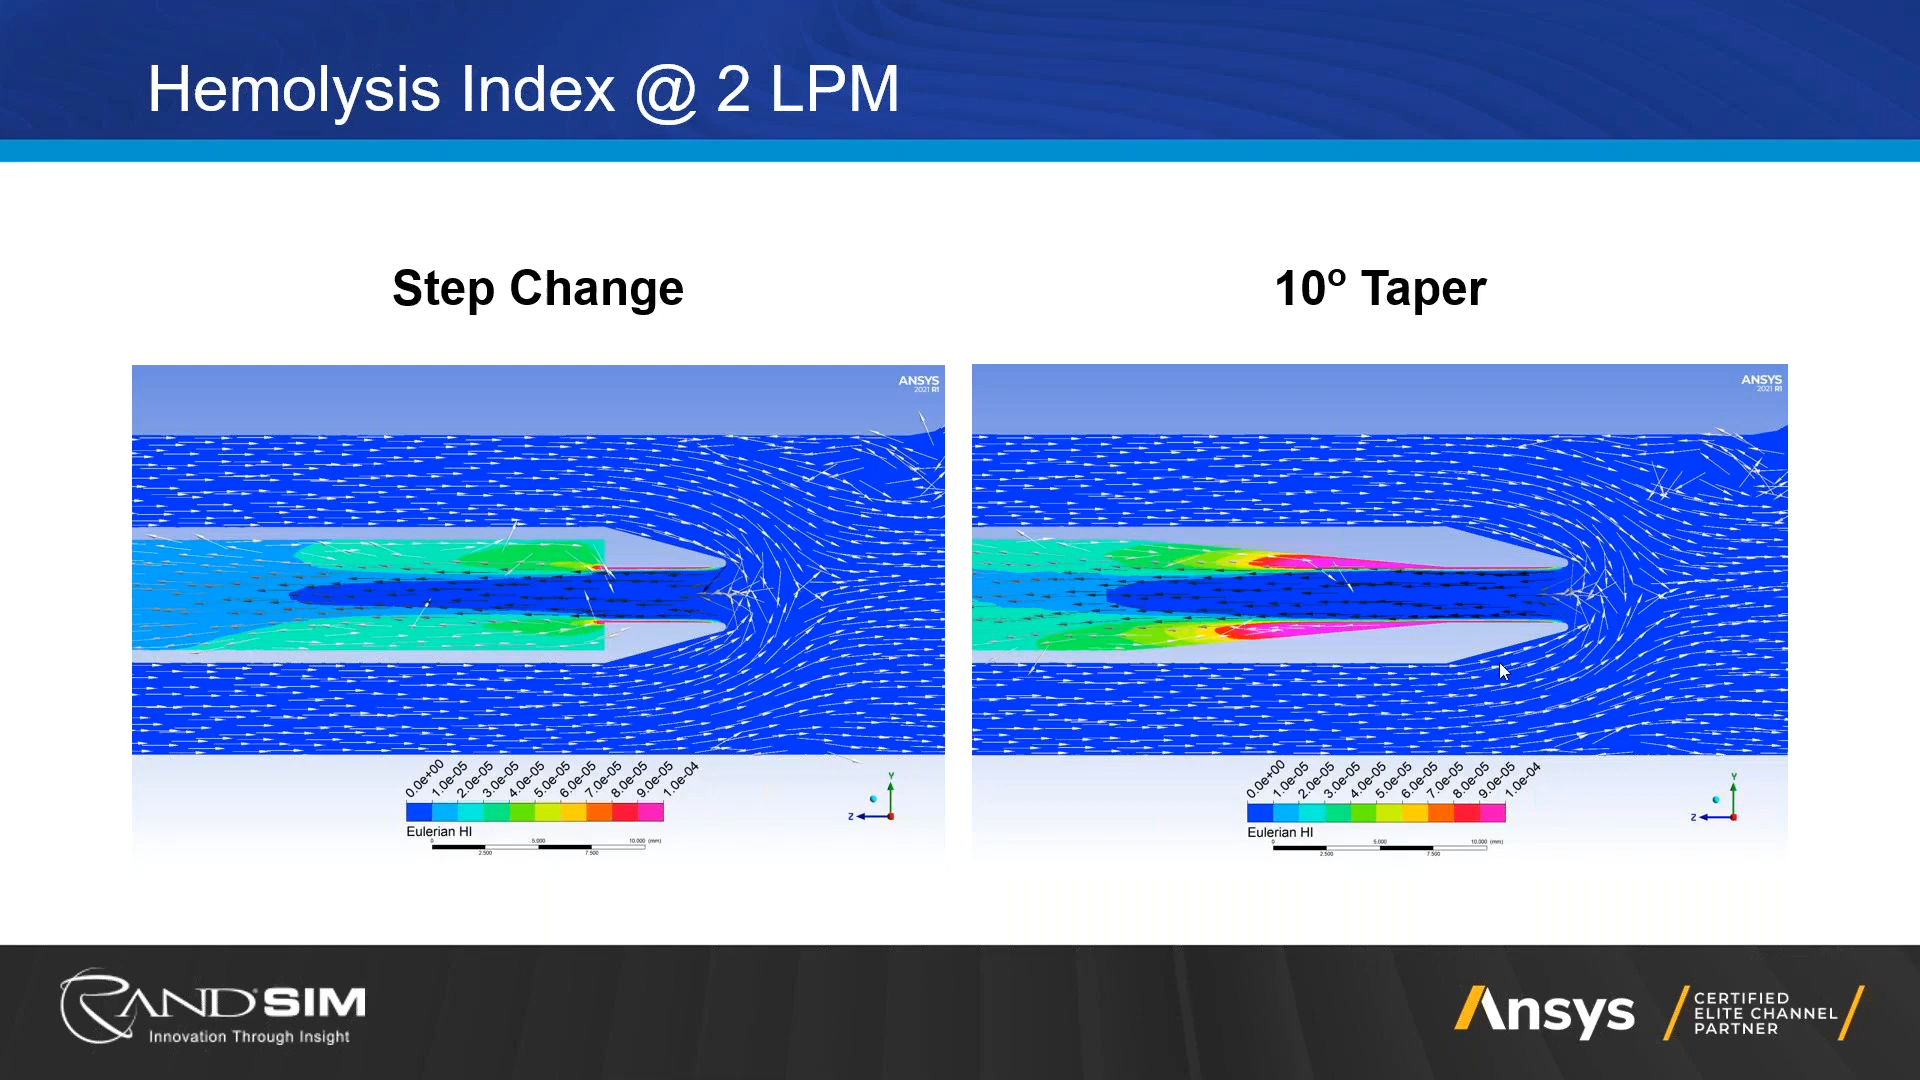 Hemolysis Index @ 2 LPM
Step Change
10º Taper
ANSYS
2021 R1
0.0e+00
1.0e-05
2.0e-05
3.0e-05
4.0e-05
5.0e-05
6.0e-05
7.0e-05
8.0e-05
9.0e-05
1.0e-04
Eulerian HI
0 5.000 10.000 (mm)
2.500 7.500
Y
Z
ANSYS
2021 R1
0.0e+00
1.0e-05
2.0e-05
3.0e-05
4.0e-05
5.0e-05
6.0e-05
7.0e-05
8.0e-05
9.0e-05
1.0e-04
Eulerian HI
0 5.000 10.000 (mm)
2.500 7.500
Y
Z
RAND® SIM
Innovation Through Insight
Ansys
CERTIFIED
ELITE CHANNEL
PARTNER